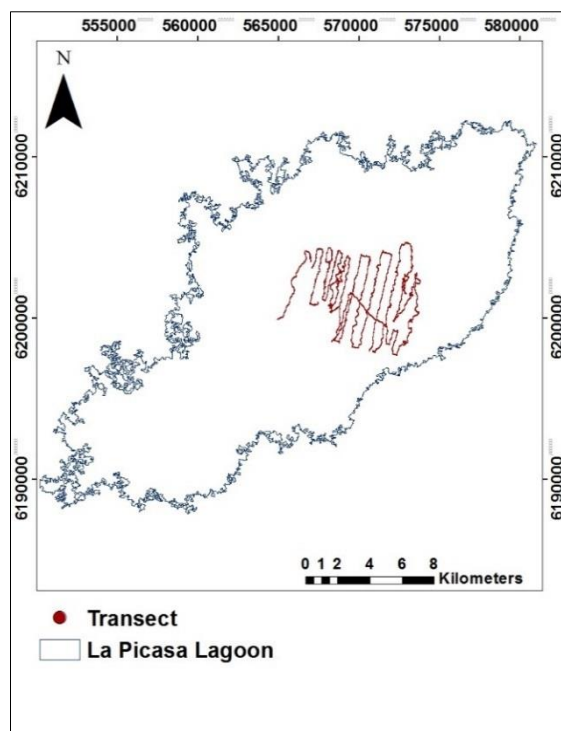 555000 560000 565000 570000 575000 580000
N
6210000 6210000
6200000 6200000
6190000 6190000
0 1 2 4 6 8
Kilometers
Transect
La Picasa Lagoon